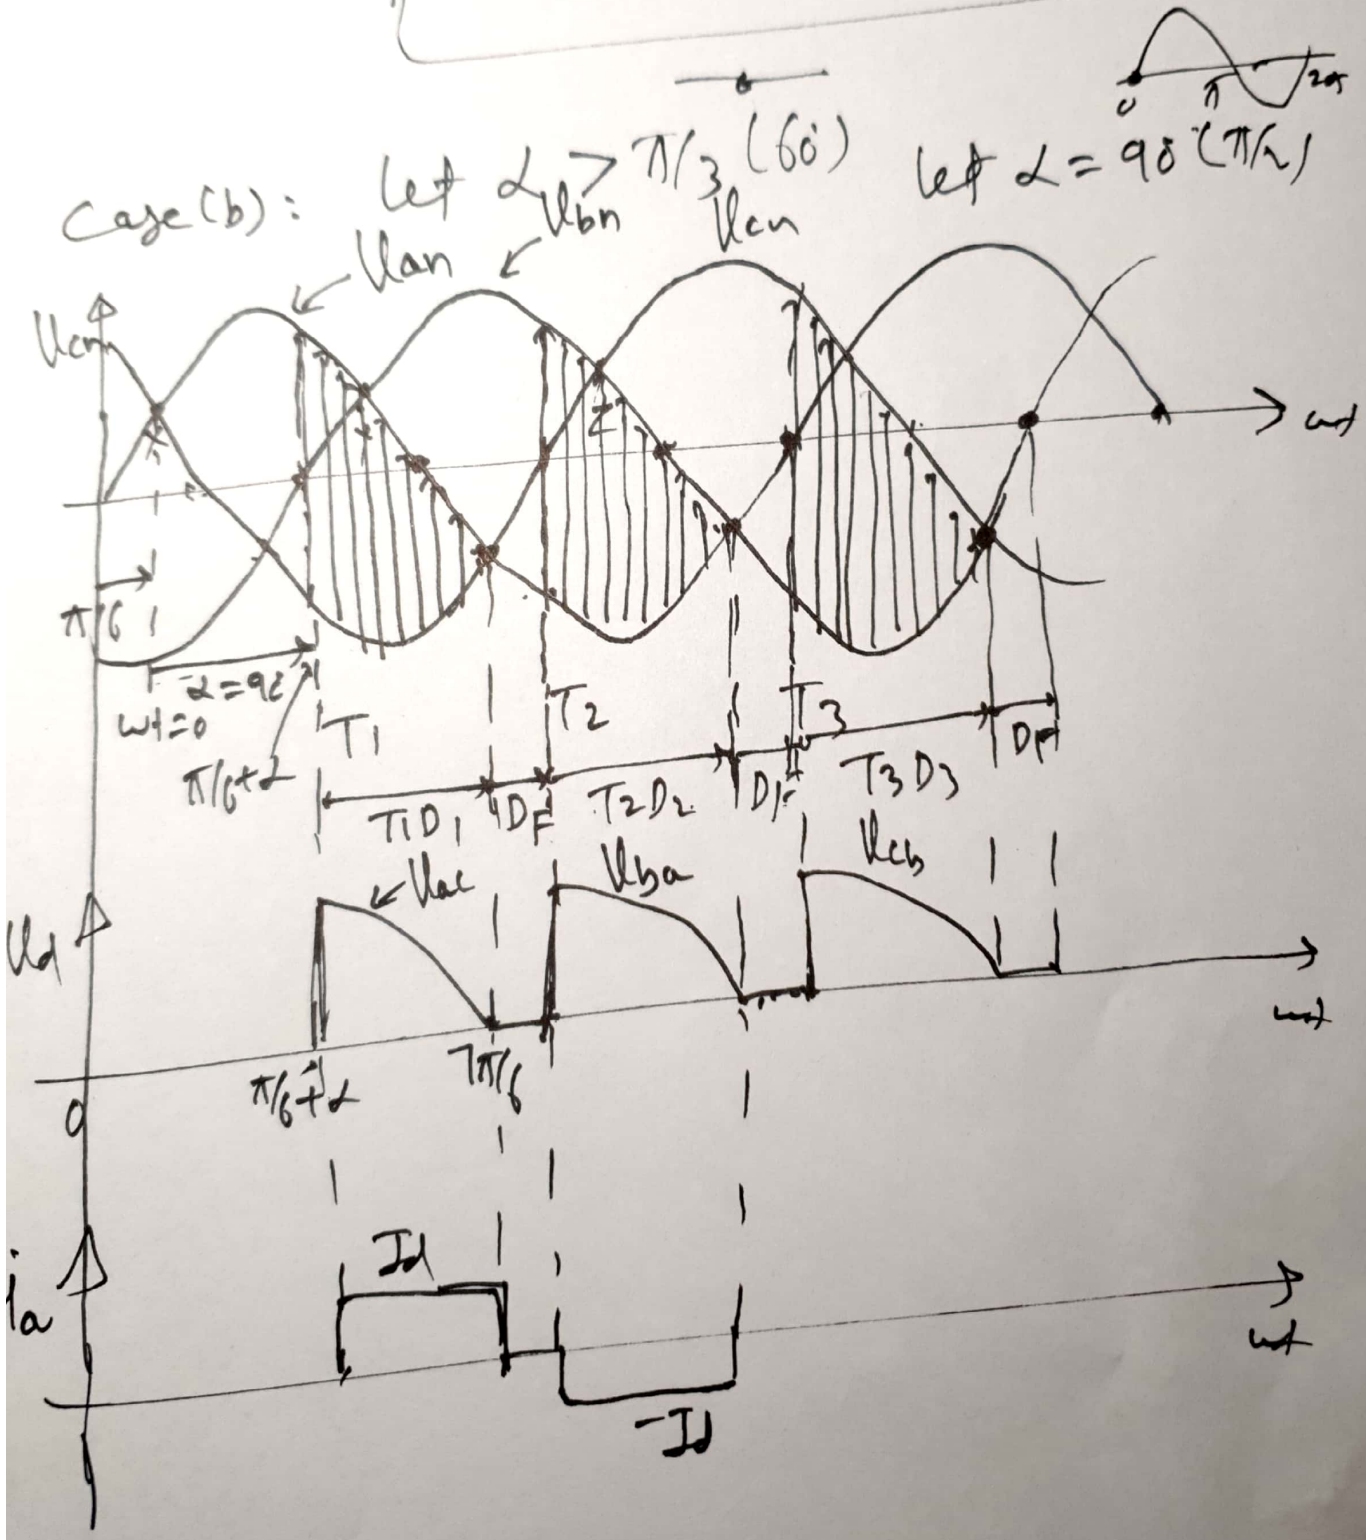 0 π 2π
Case(b): let α > π/3 (60°) let α = 90° (π/2)
Van Vbn Vcn
Vcn
ωt
Z
π/6
α=90
ωt=0
π/6+α
T1 T2 T3
T1D1 DF T2D2 DF T3D3 DF
Vac Vba Vcb
Vd
ωt
π/6+α 7π/6
0
Id
ia
ωt
-Id